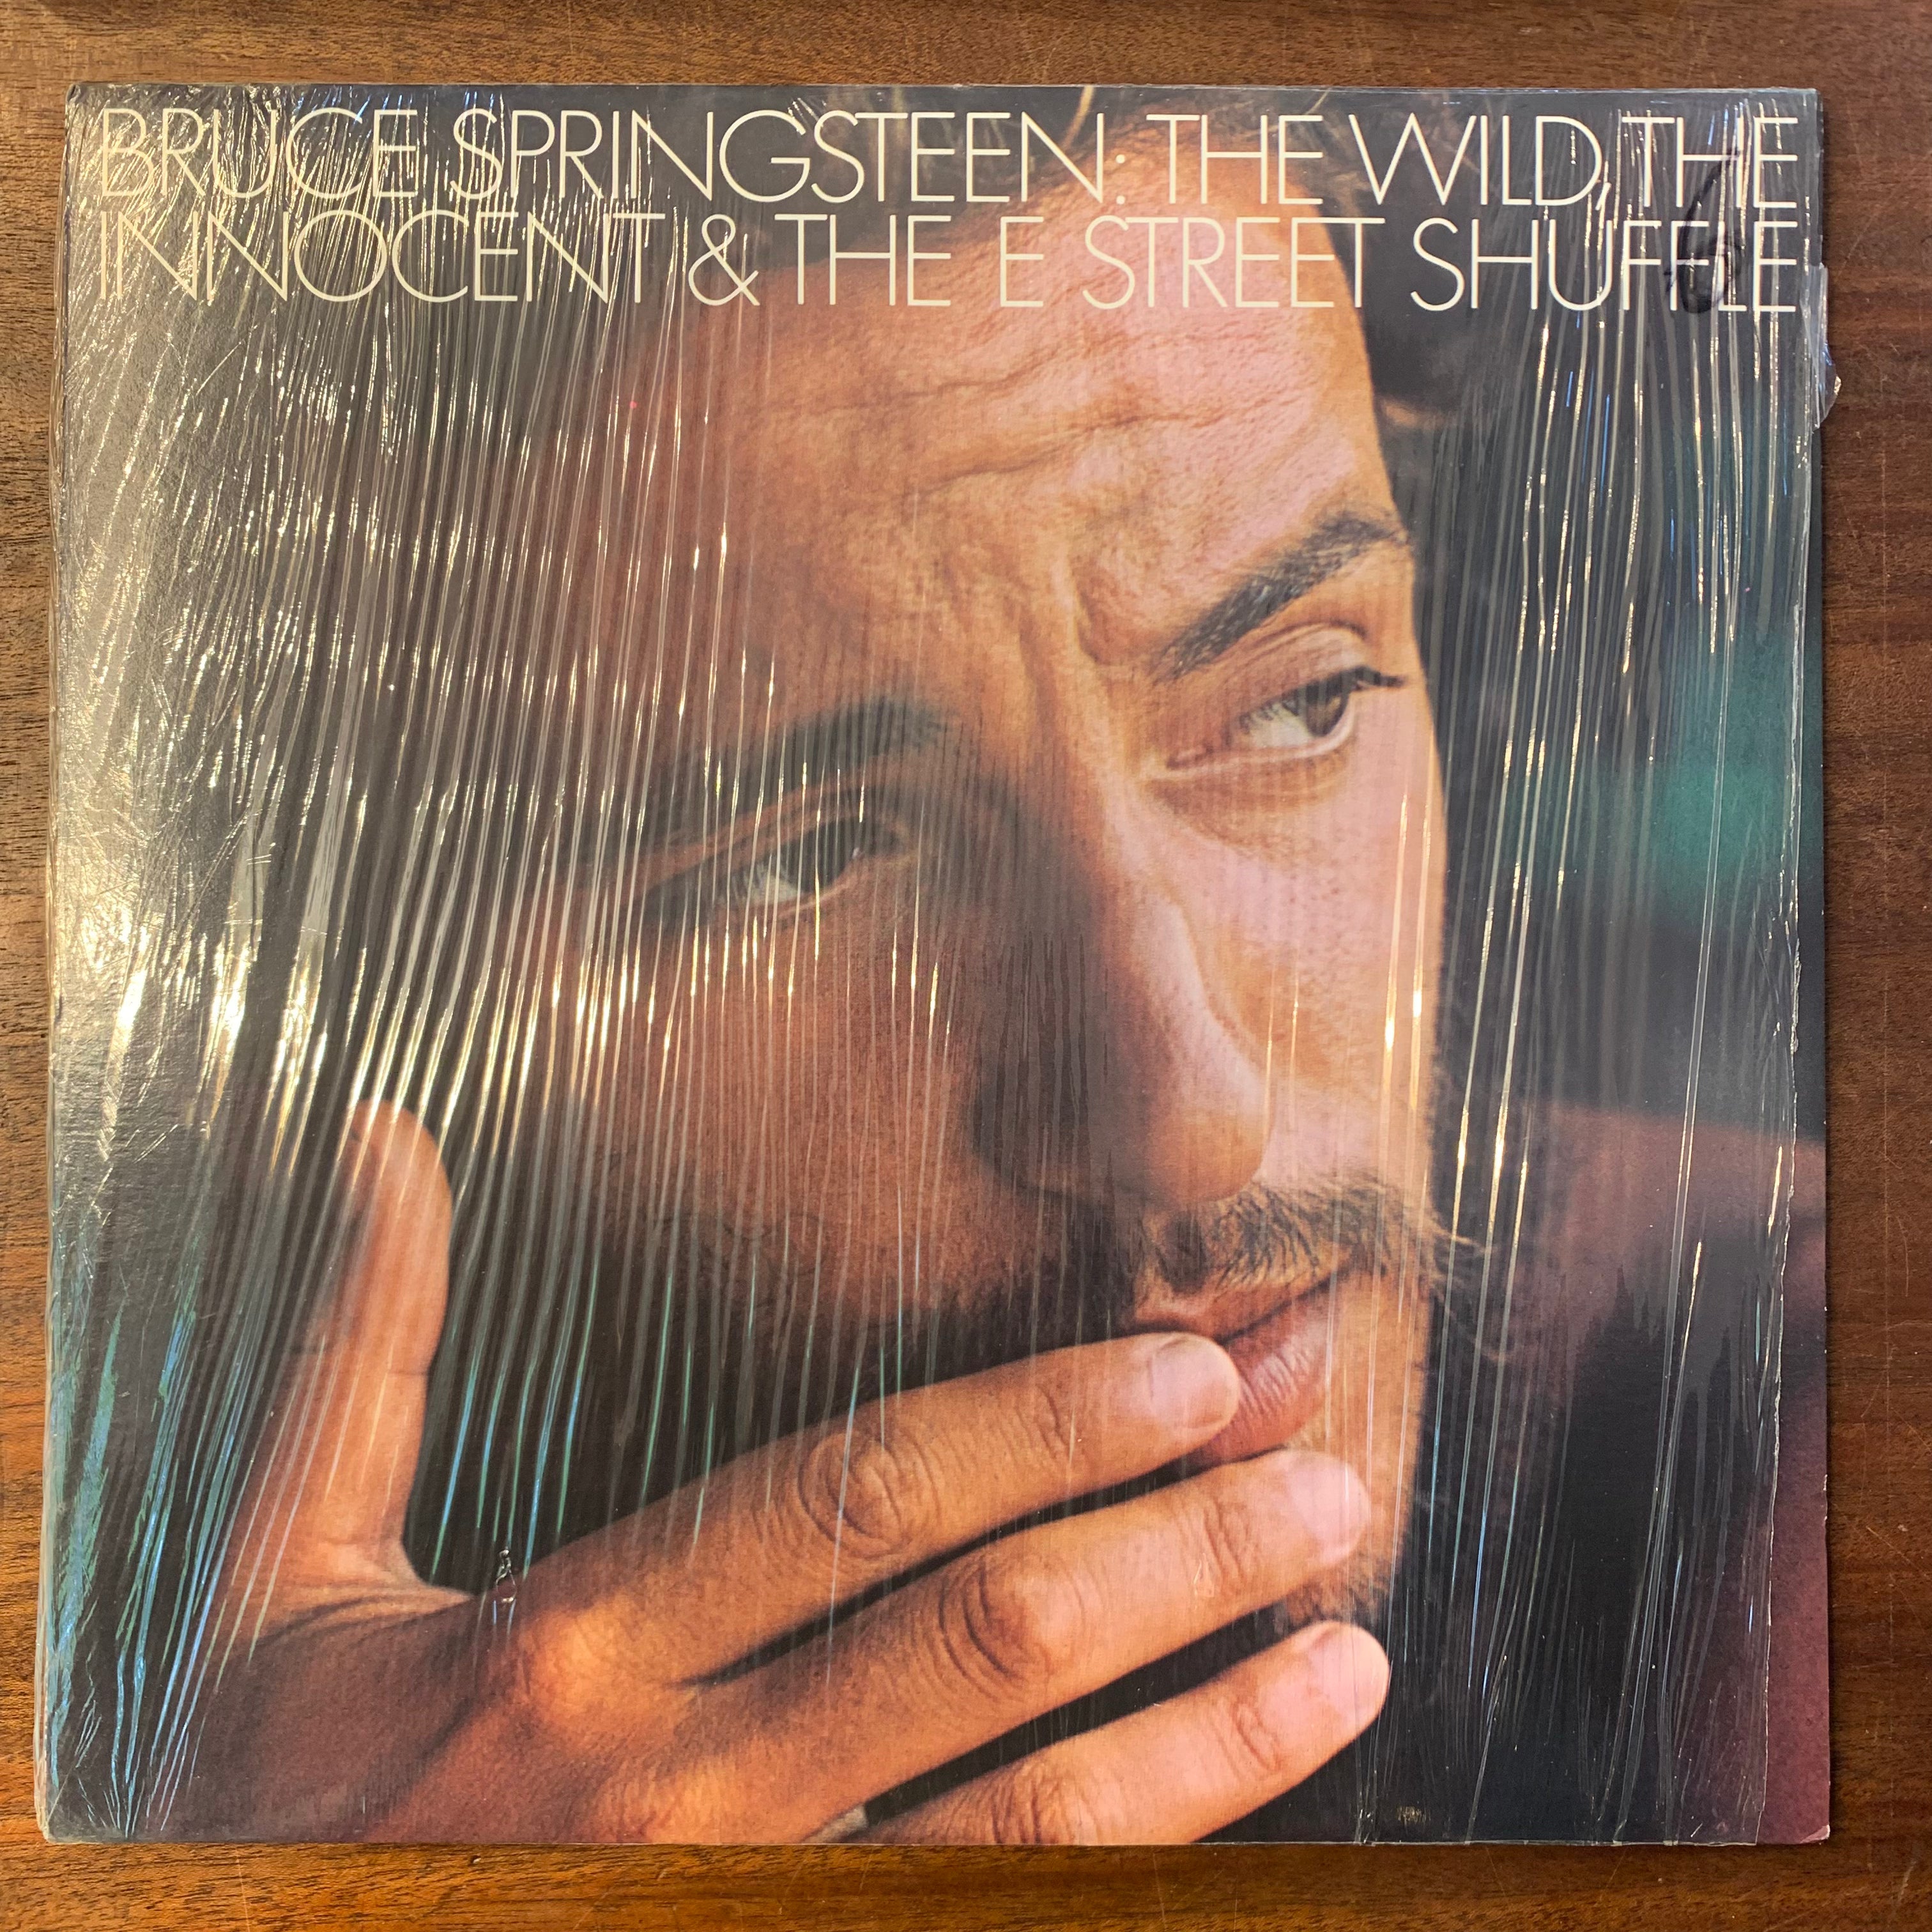 BRUCE SPRINGSTEEN: THE WILD, THE
INNOCENT & THE E STREET SHUFFLE